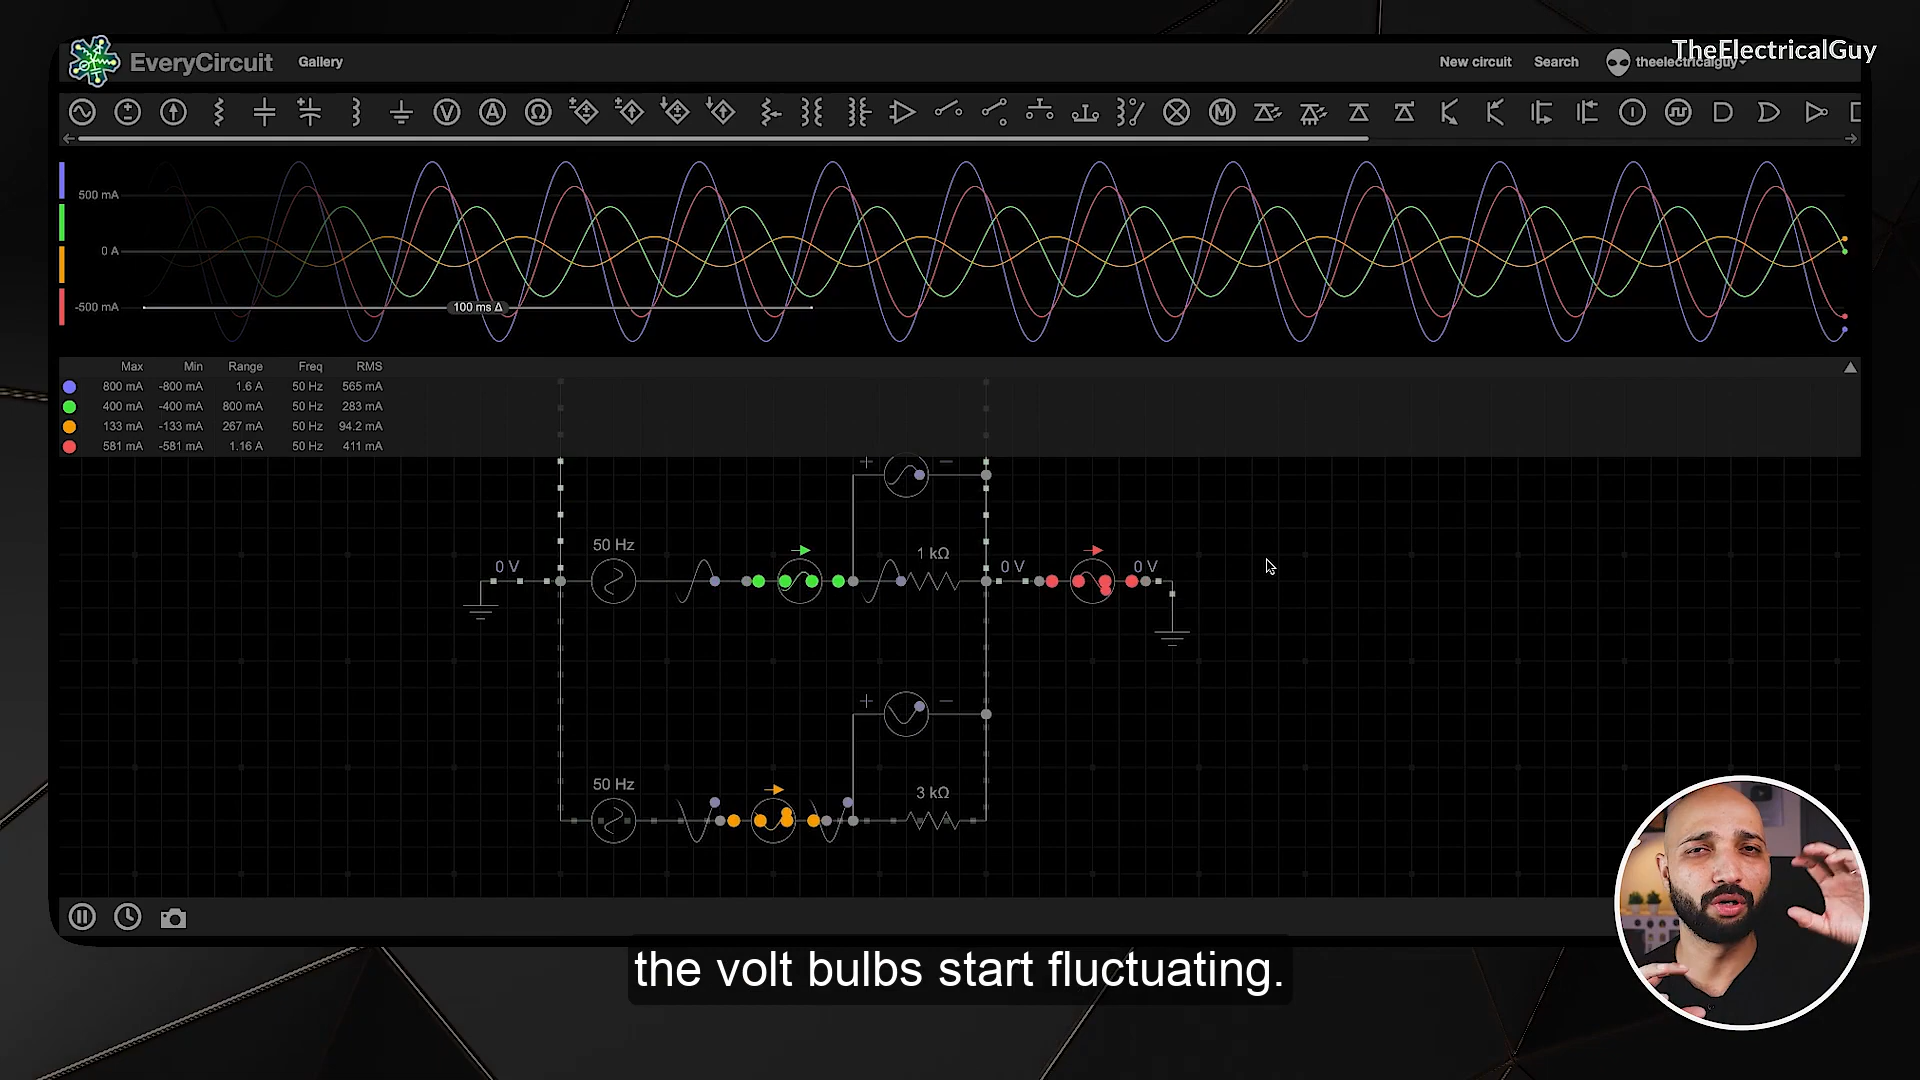 EveryCircuit
Gallery
New circuit
Search
theelectricalguy
TheElectricalGuy
500 mA
0 A
-500 mA
100 ms Δ
Max Min Range Freq RMS
800 mA -800 mA 1.6 A 50 Hz 565 mA
400 mA -400 mA 800 mA 50 Hz 283 mA
133 mA -133 mA 267 mA 50 Hz 94.2 mA
581 mA -581 mA 1.16 A 50 Hz 411 mA
0 V
50 Hz
1 kΩ
0 V
0 V
50 Hz
3 kΩ
the volt bulbs start fluctuating.